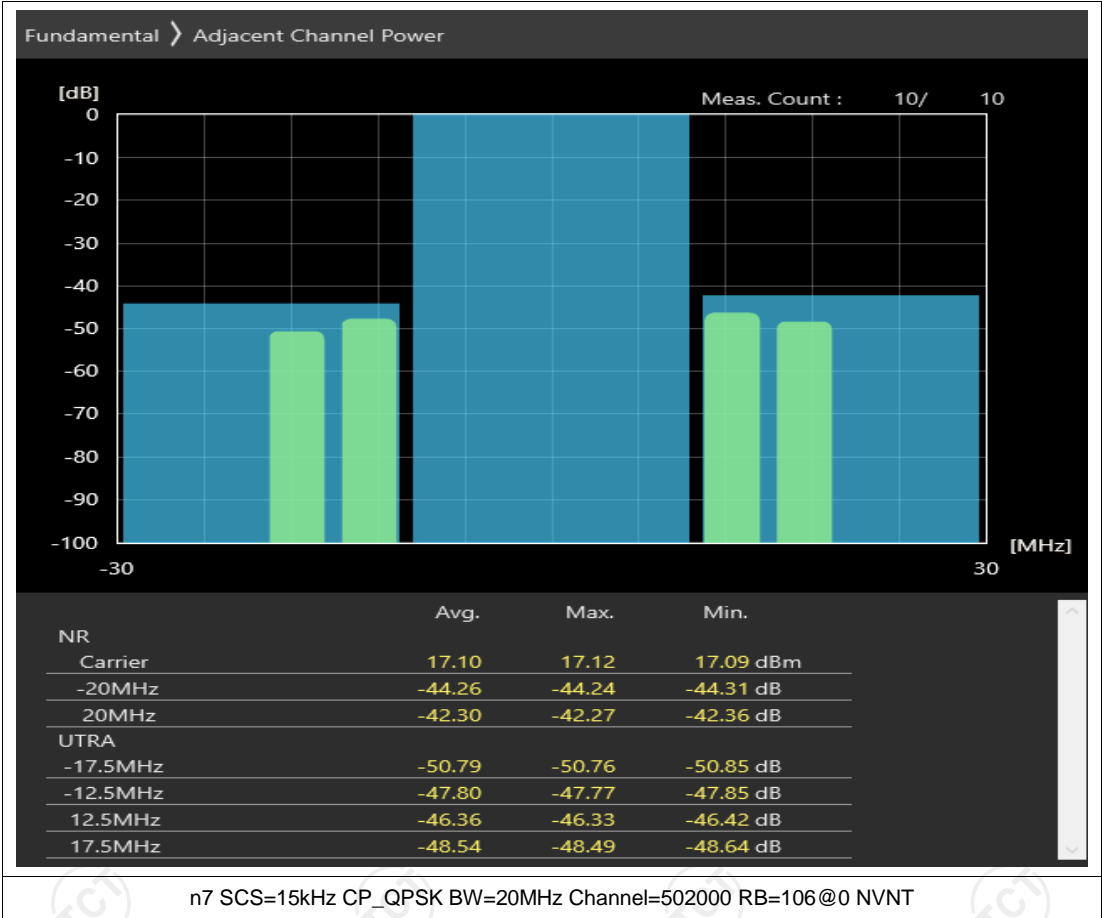 Fundamental 〉 Adjacent Channel Power
[dB]
Meas. Count : 10/ 10
0
-10
-20
-30
-40
-50
-60
-70
-80
-90
-100
[MHz]
-30 30
Avg. Max. Min.
NR
Carrier 17.10 17.12 17.09 dBm
-20MHz -44.26 -44.24 -44.31 dB
20MHz -42.30 -42.27 -42.36 dB
UTRA
-17.5MHz -50.79 -50.76 -50.85 dB
-12.5MHz -47.80 -47.77 -47.85 dB
12.5MHz -46.36 -46.33 -46.42 dB
17.5MHz -48.54 -48.49 -48.64 dB
n7 SCS=15kHz CP_QPSK BW=20MHz Channel=502000 RB=106@0 NVNT
TCT TCT TCT